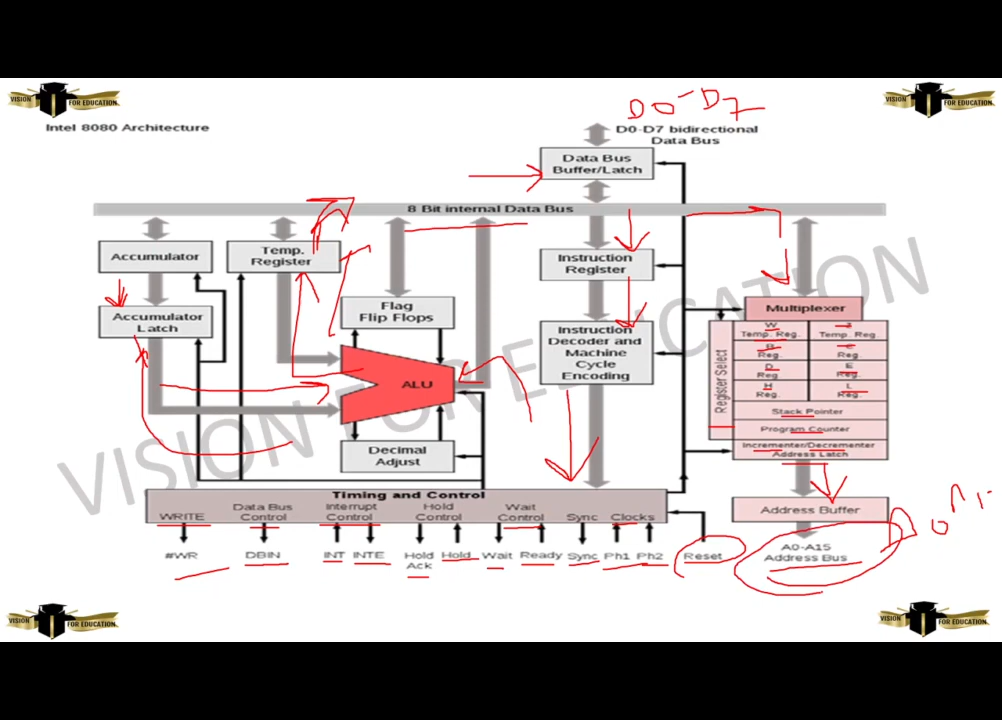 VISION FOR EDUCATION
VISION FOR EDUCATION
D0-D7
Intel 8080 Architecture
D0-D7 bidirectional
Data Bus
Data Bus
Buffer/Latch
8 Bit internal Data Bus
Accumulator
Temp.
Register
Instruction
Register
Multiplexer
Accumulator
Latch
Flag
Flip Flops
Instruction
Decoder and
Machine
Cycle
Encoding
Register Select
W
Temp. Reg.
Z
Temp. Reg.
B
Reg.
C
Reg.
D
Reg.
E
Reg.
H
Reg.
L
Reg.
Stack Pointer
Program Counter
Incrementer/Decrementer
Address Latch
ALU
Decimal
Adjust
VISION FOR EDUCATION
Timing and Control
WRITE
Data Bus
Control
Interrupt
Control
Hold
Control
Wait
Control
Sync
Clocks
Address Buffer
#WR
DBIN
INT
INTE
Hold
Ack
Hold
Wait
Ready
Sync
Ph1
Ph2
Reset
A0-A15
Address Bus
VISION FOR EDUCATION
VISION FOR EDUCATION